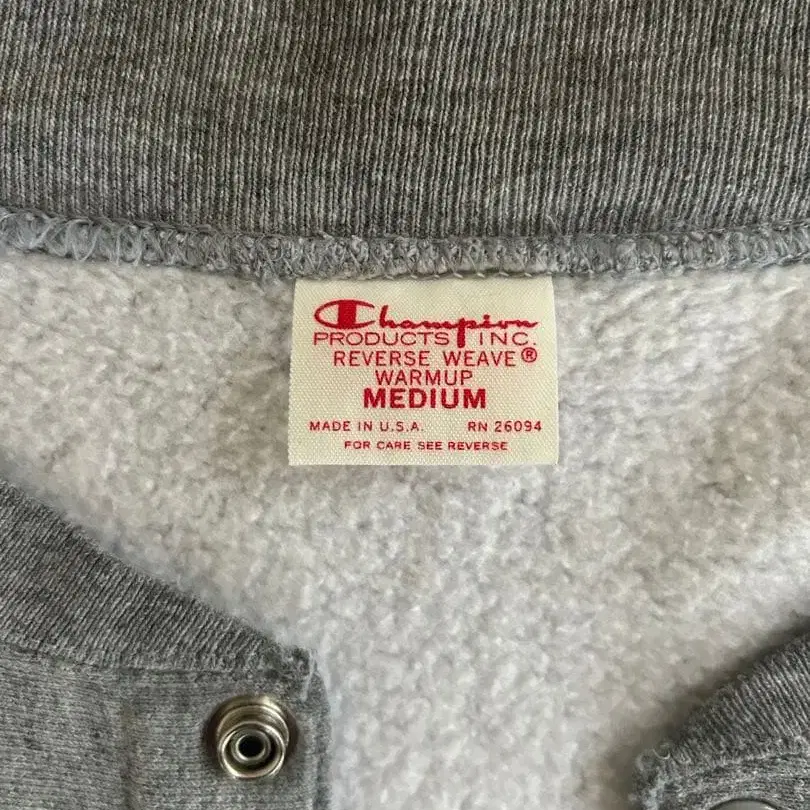 Champion
PRODUCTS INC.
REVERSE WEAVE®
WARMUP
MEDIUM
MADE IN U.S.A. RN 26094
FOR CARE SEE REVERSE